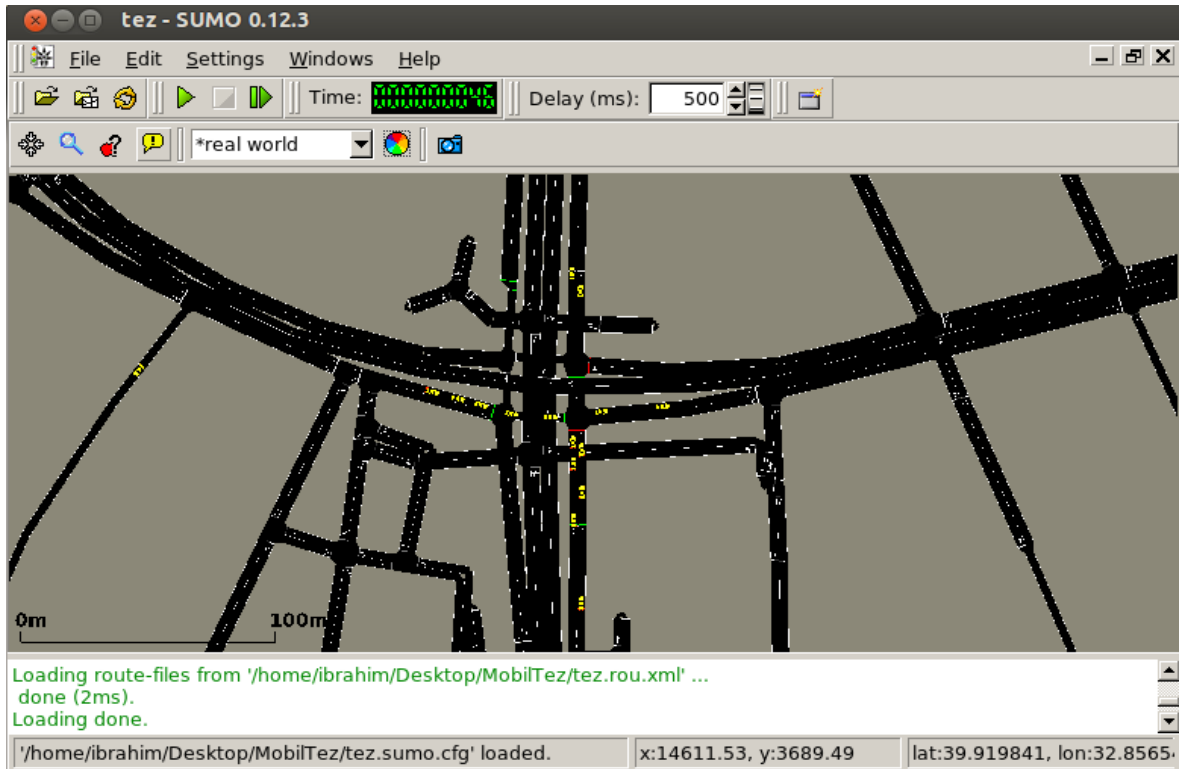 tez - SUMO 0.12.3
File Edit Settings Windows Help
Time: 000000046 Delay (ms): 500
*real world
0m 100m
Loading route-files from '/home/ibrahim/Desktop/MobilTez/tez.rou.xml' ...
done (2ms).
Loading done.
'/home/ibrahim/Desktop/MobilTez/tez.sumo.cfg' loaded. x:14611.53, y:3689.49 lat:39.919841, lon:32.8565